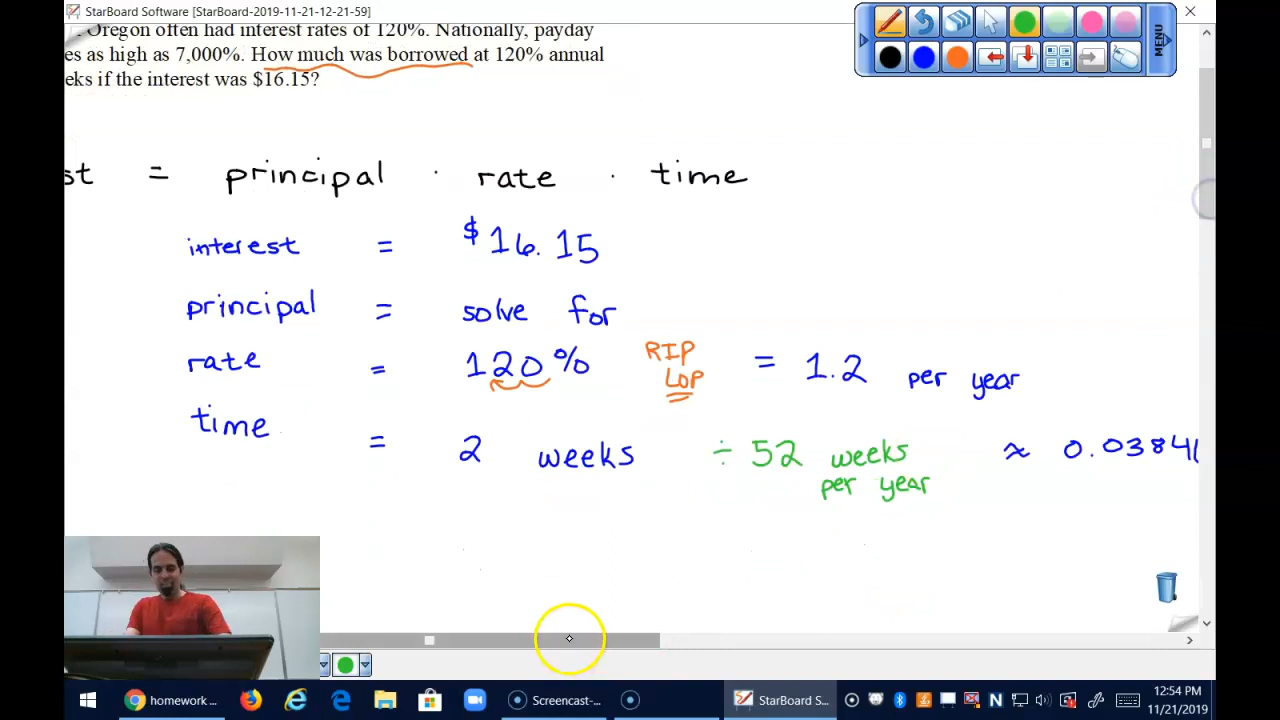 StarBoard Software [StarBoard-2019-11-21-12-21-59]
Oregon often had interest rates of 120%. Nationally, payday
es as high as 7,000%. How much was borrowed at 120% annual
eks if the interest was $16.15?
MENU
st = principal · rate · time
interest = $16.15
principal = solve for
rate = 120% RIP LOP = 1.2 per year
time = 2 weeks ÷ 52 weeks per year ≈ 0.03846
homework ...
Screencast-...
StarBoard S...
12:54 PM
11/21/2019